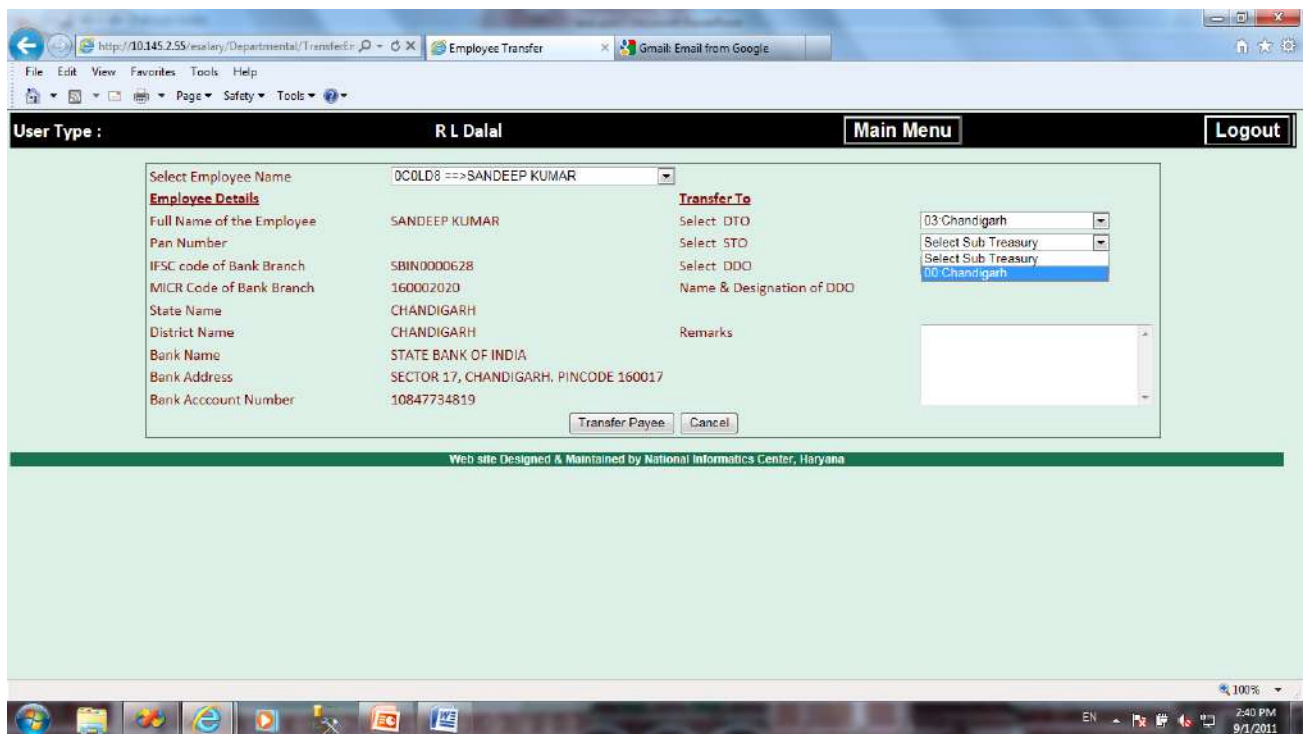 http://10.145.2.55/esalary/Departmental/TransferEr
Employee Transfer
Gmail: Email from Google
File Edit View Favorites Tools Help
Page Safety Tools
User Type : R L Dalal Main Menu Logout
Select Employee Name 0C0LD8 ==>SANDEEP KUMAR
Employee Details Transfer To
Full Name of the Employee SANDEEP KUMAR Select DTO 03:Chandigarh
Pan Number Select STO Select Sub Treasury
Select Sub Treasury
IFSC code of Bank Branch SBIN0000628 Select DDO 00:Chandigarh
MICR Code of Bank Branch 160002020 Name & Designation of DDO
State Name CHANDIGARH
District Name CHANDIGARH Remarks
Bank Name STATE BANK OF INDIA
Bank Address SECTOR 17, CHANDIGARH. PINCODE 160017
Bank Acccount Number 10847734819
Transfer Payee Cancel
Web site Designed & Maintained by National Informatics Center, Haryana
100%
EN 2:40 PM
9/1/2011